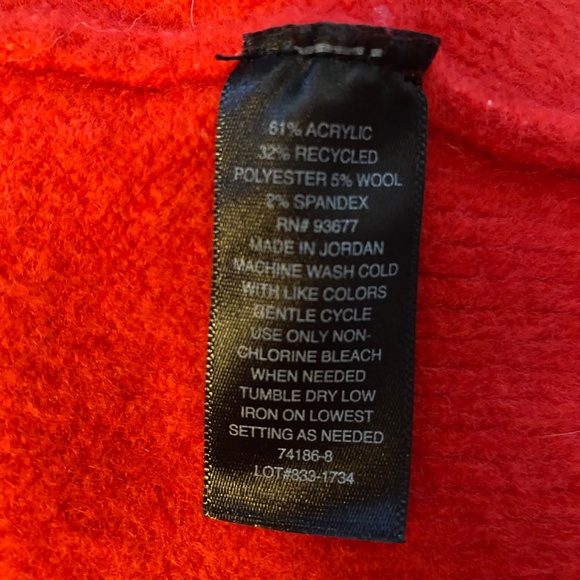 61% ACRYLIC
32% RECYCLED
POLYESTER 5% WOOL
2% SPANDEX
RN# 93677
MADE IN JORDAN
MACHINE WASH COLD
WITH LIKE COLORS
GENTLE CYCLE
USE ONLY NON-
CHLORINE BLEACH
WHEN NEEDED
TUMBLE DRY LOW
IRON ON LOWEST
SETTING AS NEEDED
74186-8
LOT#833-1734